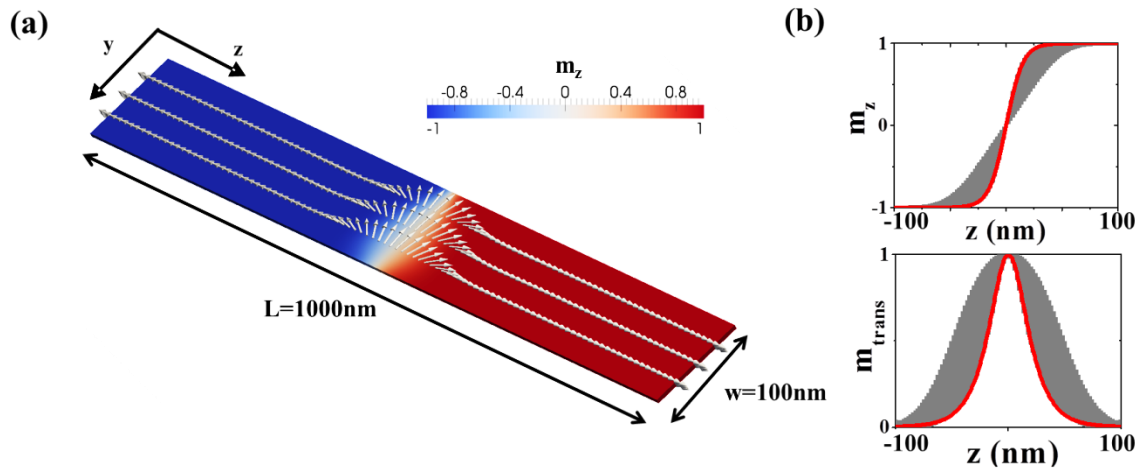 (a)
y
z
m_z
-0.8 -0.4 0 0.4 0.8
-1 1
L=1000nm
w=100nm
(b)
1
m_z
0
-1
-100 100
z (nm)
1
m_trans
0
-100 100
z (nm)